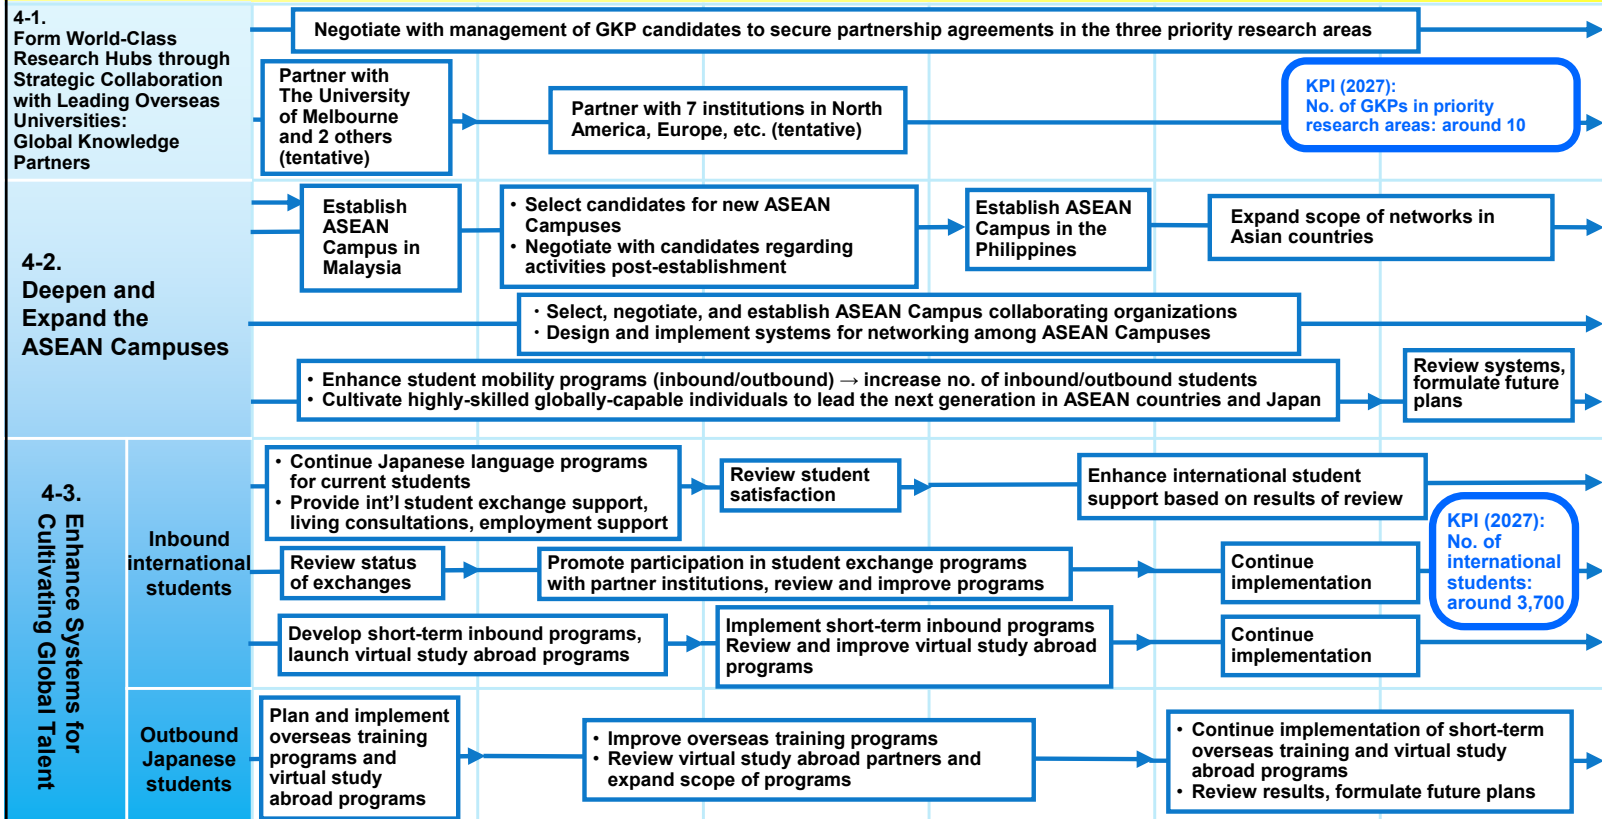 4-1.
Form World-Class
Research Hubs through
Strategic Collaboration
with Leading Overseas
Universities:
Global Knowledge
Partners
Negotiate with management of GKP candidates to secure partnership agreements in the three priority research areas
Partner with
The University
of Melbourne
and 2 others
(tentative)
Partner with 7 institutions in North
America, Europe, etc. (tentative)
KPI (2027):
No. of GKPs in priority
research areas: around 10
4-2.
Deepen and
Expand the
ASEAN Campuses
Establish
ASEAN
Campus in
Malaysia
• Select candidates for new ASEAN
Campuses
• Negotiate with candidates regarding
activities post-establishment
Establish ASEAN
Campus in the
Philippines
Expand scope of networks in
Asian countries
・Select, negotiate, and establish ASEAN Campus collaborating organizations
・Design and implement systems for networking among ASEAN Campuses
• Enhance student mobility programs (inbound/outbound) → increase no. of inbound/outbound students
• Cultivate highly-skilled globally-capable individuals to lead the next generation in ASEAN countries and Japan
Review systems,
formulate future
plans
4-3.
Enhance Systems for
Cultivating Global Talent
Inbound
international
students
• Continue Japanese language programs
for current students
• Provide int'l student exchange support,
living consultations, employment support
Review student
satisfaction
Enhance international student
support based on results of review
KPI (2027):
No. of
international
students:
around 3,700
Review status
of exchanges
Promote participation in student exchange programs
with partner institutions, review and improve programs
Continue
implementation
Develop short-term inbound programs,
launch virtual study abroad programs
Implement short-term inbound programs
Review and improve virtual study abroad
programs
Continue
implementation
Outbound
Japanese
students
Plan and implement
overseas training
programs and
virtual study
abroad programs
• Improve overseas training programs
• Review virtual study abroad partners and
expand scope of programs
• Continue implementation of short-term
overseas training and virtual study
abroad programs
• Review results, formulate future plans